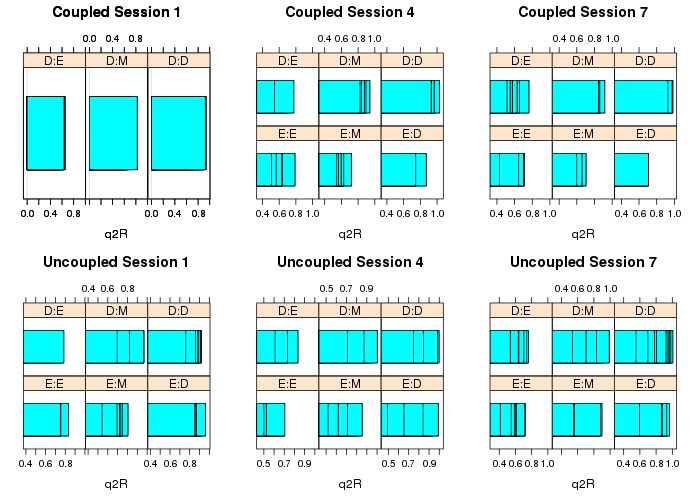 Coupled Session 1
0.0 0.0 0.4 0.8
D:E D:M D:D
0.0 0.4 0.8 0.0 0.4 0.8
q2R
Coupled Session 4
0.4 0.6 0.8 1.0
D:E D:M D:D
E:E E:M E:D
0.4 0.6 0.8 1.0 0.4 0.6 0.8 1.0
q2R
Coupled Session 7
0.4 0.6 0.8 1.0
D:E D:M D:D
E:E E:M E:D
0.4 0.6 0.8 1.0 0.4 0.6 0.8 1.0
q2R
Uncoupled Session 1
0.4 0.6 0.8
D:E D:M D:D
E:E E:M E:D
0.4 0.6 0.8 0.4 0.6 0.8
q2R
Uncoupled Session 4
0.5 0.7 0.9
D:E D:M D:D
E:E E:M E:D
0.5 0.7 0.9 0.5 0.7 0.9
q2R
Uncoupled Session 7
0.4 0.6 0.8 1.0
D:E D:M D:D
E:E E:M E:D
0.4 0.6 0.8 1.0 0.4 0.6 0.8 1.0
q2R